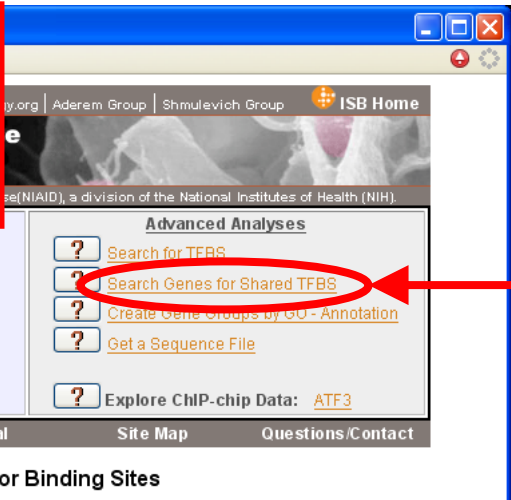 gy.org | Aderem Group | Shmulevich Group ISB Home
e
se(NIAID), a division of the National Institutes of Health (NIH).
Advanced Analyses
? Search for TFBS
? Search Genes for Shared TFBS
? Create Gene Groups by GO - Annotation
? Get a Sequence File
? Explore ChIP-chip Data: ATF3
al Site Map Questions/Contact
or Binding Sites